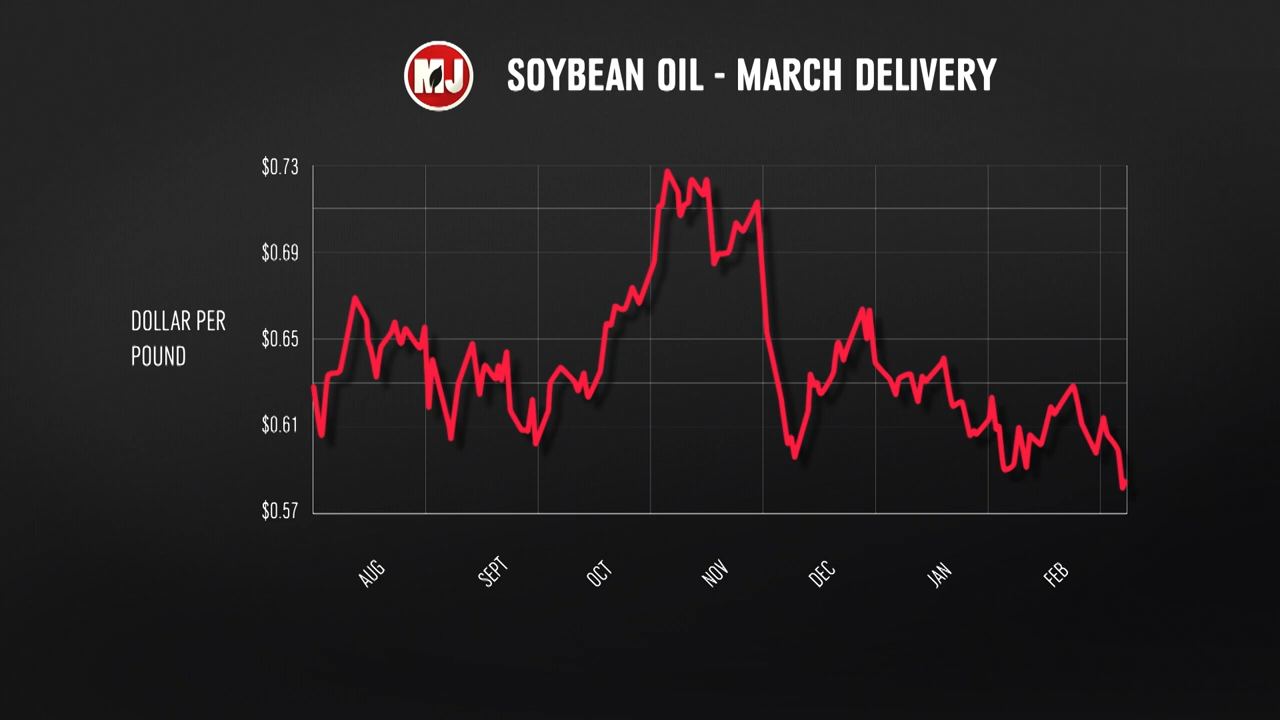 MJ
SOYBEAN OIL - MARCH DELIVERY
$0.73
$0.69
DOLLAR PER
POUND
$0.65
$0.61
$0.57
AUG
SEPT
OCT
NOV
DEC
JAN
FEB